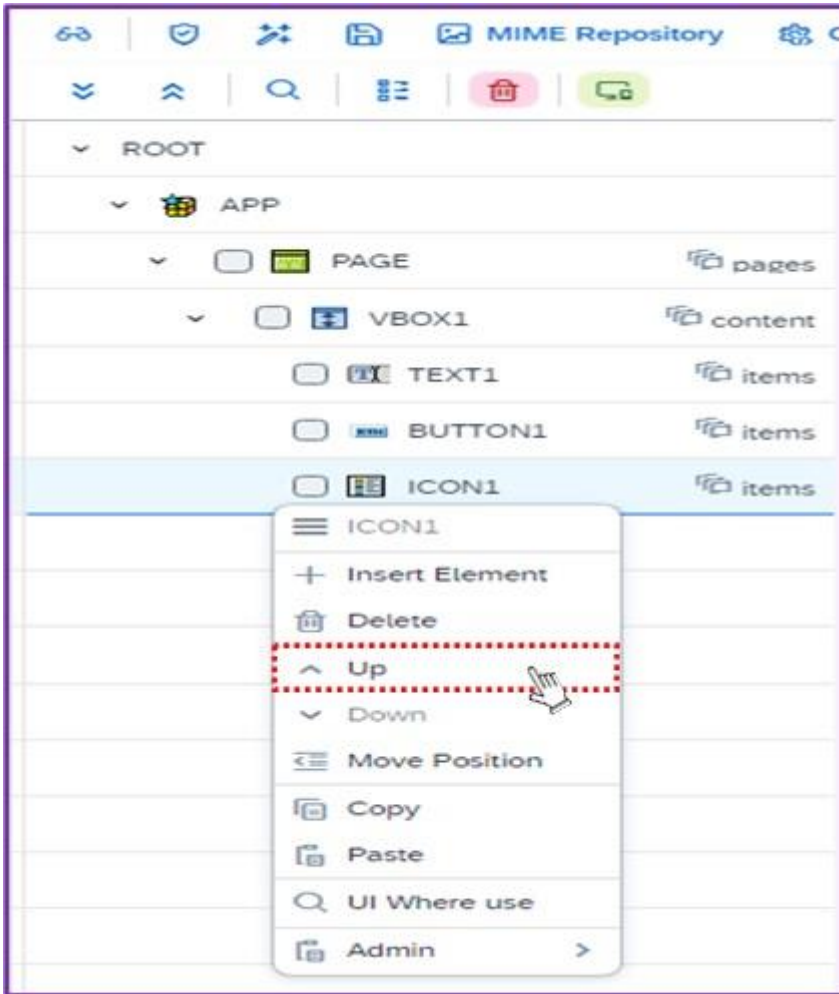 MIME Repository
ROOT
APP
PAGE pages
VBOX1 content
TEXT1 items
BUTTON1 items
ICON1 items
ICON1
Insert Element
Delete
Up
Down
Move Position
Copy
Paste
UI Where use
Admin